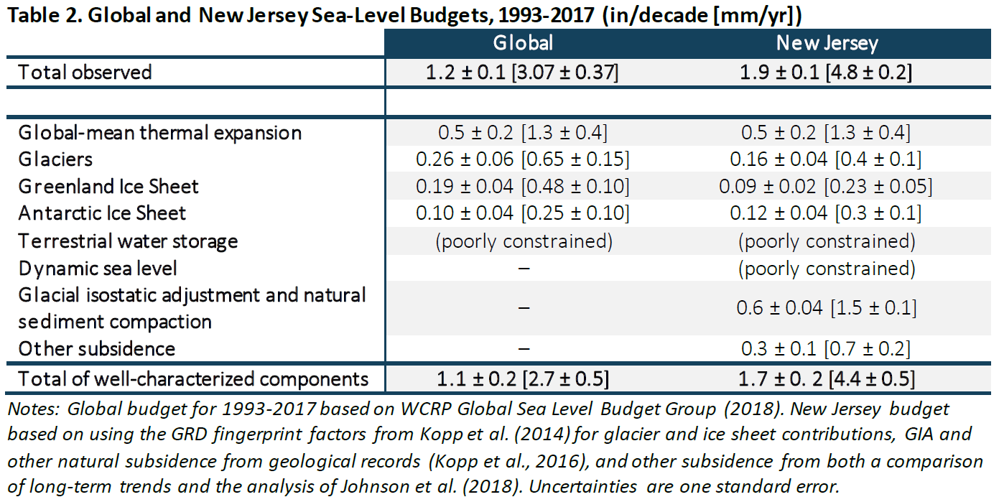 Table 2. Global and New Jersey Sea-Level Budgets, 1993-2017 (in/decade [mm/yr])
Global New Jersey
Total observed 1.2 ± 0.1 [3.07 ± 0.37] 1.9 ± 0.1 [4.8 ± 0.2]
Global-mean thermal expansion 0.5 ± 0.2 [1.3 ± 0.4] 0.5 ± 0.2 [1.3 ± 0.4]
Glaciers 0.26 ± 0.06 [0.65 ± 0.15] 0.16 ± 0.04 [0.4 ± 0.1]
Greenland Ice Sheet 0.19 ± 0.04 [0.48 ± 0.10] 0.09 ± 0.02 [0.23 ± 0.05]
Antarctic Ice Sheet 0.10 ± 0.04 [0.25 ± 0.10] 0.12 ± 0.04 [0.3 ± 0.1]
Terrestrial water storage (poorly constrained) (poorly constrained)
Dynamic sea level – (poorly constrained)
Glacial isostatic adjustment and natural
sediment compaction – 0.6 ± 0.04 [1.5 ± 0.1]
Other subsidence – 0.3 ± 0.1 [0.7 ± 0.2]
Total of well-characterized components 1.1 ± 0.2 [2.7 ± 0.5] 1.7 ± 0. 2 [4.4 ± 0.5]
Notes: Global budget for 1993-2017 based on WCRP Global Sea Level Budget Group (2018). New Jersey budget
based on using the GRD fingerprint factors from Kopp et al. (2014) for glacier and ice sheet contributions, GIA and
other natural subsidence from geological records (Kopp et al., 2016), and other subsidence from both a comparison
of long-term trends and the analysis of Johnson et al. (2018). Uncertainties are one standard error.